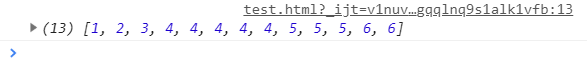 test.html?_ijt=v1nuv…gqqlnq9s1alk1vfb:13
(13) [1, 2, 3, 4, 4, 4, 4, 4, 5, 5, 5, 6, 6]